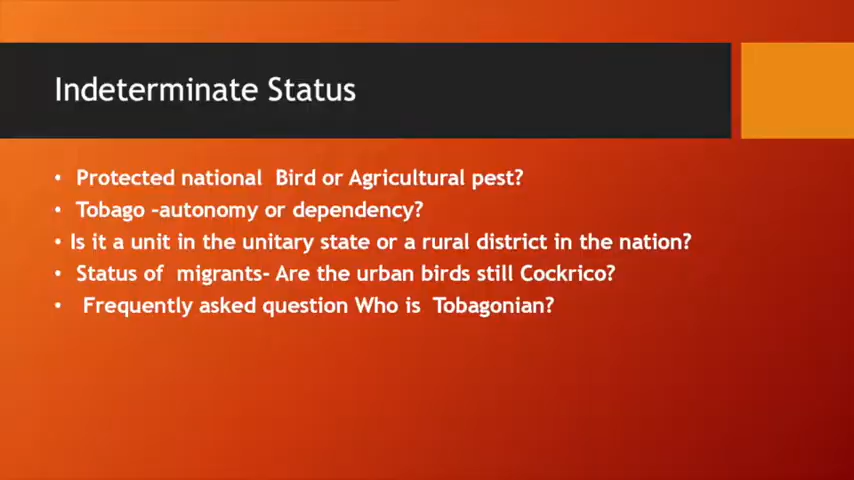 Indeterminate Status
• Protected national Bird or Agricultural pest?
• Tobago -autonomy or dependency?
• Is it a unit in the unitary state or a rural district in the nation?
• Status of migrants- Are the urban birds still Cockrico?
• Frequently asked question Who is Tobagonian?